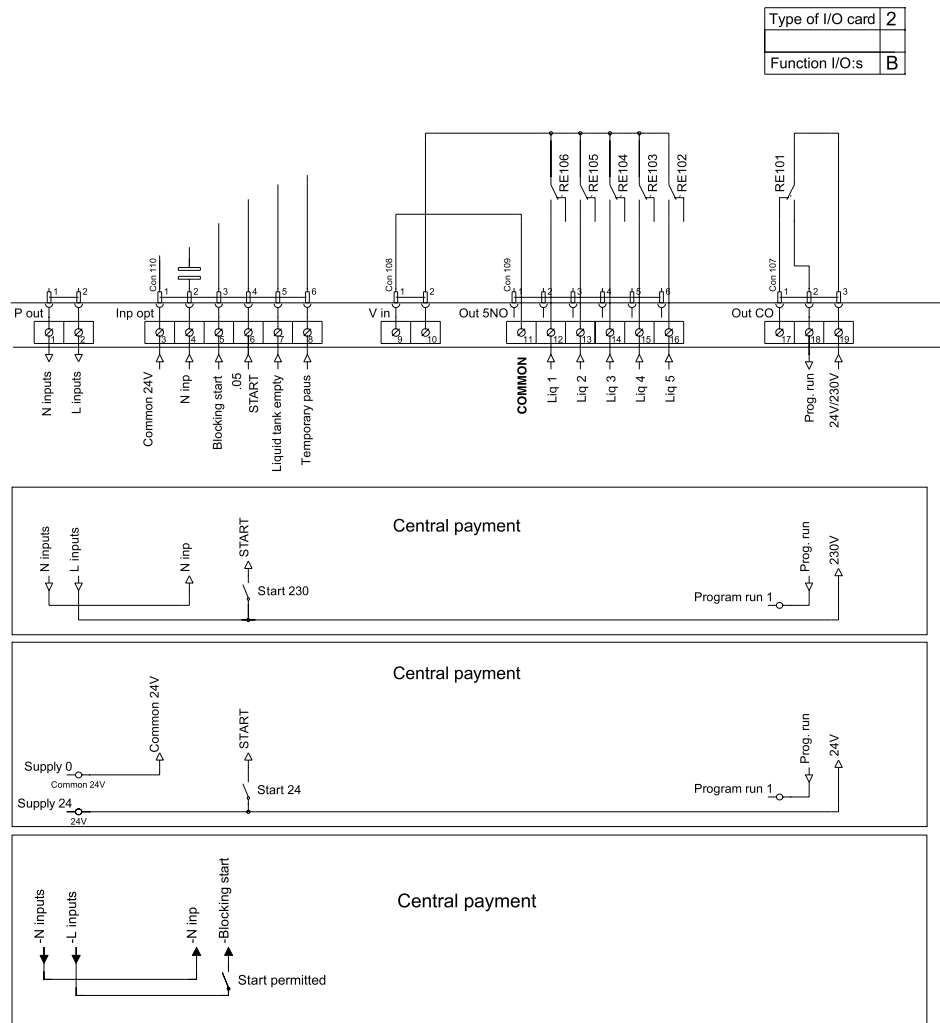 Type of I/O card 2
Function I/O:s B
RE106
RE105
RE104
RE103
RE102
RE101
Con 110
Con 108
Con 109
Con 107
1 2
1 2 3 4 5 6
1 2
1 2 3 4 5 6
1 2 3
P out
Inp opt
V in
Out 5NO
Out CO
1 2
3 4 5 6 7 8
9 10
11 12 13 14 15 16
17 18 19
N inputs
L inputs
Common 24V
N inp
Blocking start
.05
START
Liquid tank empty
Temporary paus
COMMON
Liq 1
Liq 2
Liq 3
Liq 4
Liq 5
Prog. run
24V/230V
Central payment
N inputs
L inputs
N inp
START
Start 230
Program run 1
Prog. run
230V
Central payment
Common 24V
START
Supply 0
Common 24V
Start 24
Supply 24
24V
Program run 1
Prog. run
24V
Central payment
-N inputs
-L inputs
-N inp
-Blocking start
Start permitted